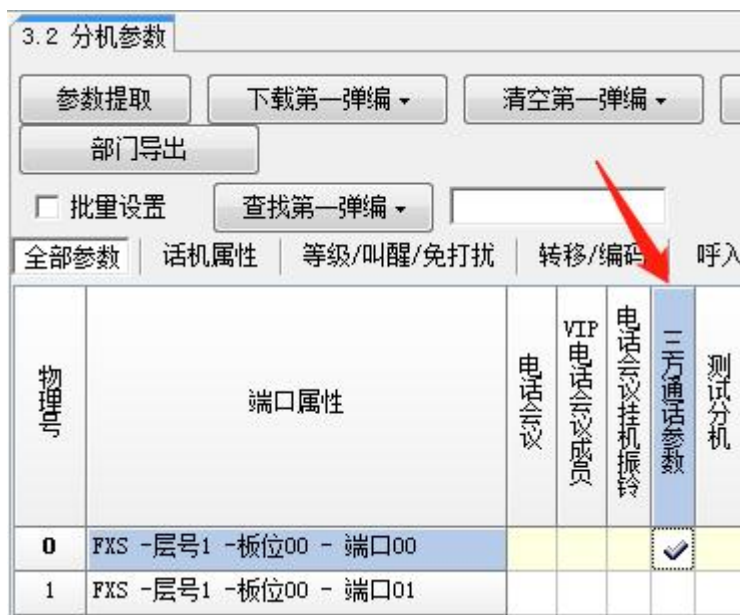 3.2 分机参数
参数提取 下载第一弹编 清空第一弹编
部门导出
批里设置 查找第一弹编
全部参数 话机属性 等级/叫醒/免打扰 转移/编码 呼入
物理号 端口属性 电话会议 VIP电话会议成员 电话会议挂机振铃 三方通话参数 测试分机
0 FXS -层号1 -板位00 - 端口00
1 FXS -层号1 -板位00 - 端口01